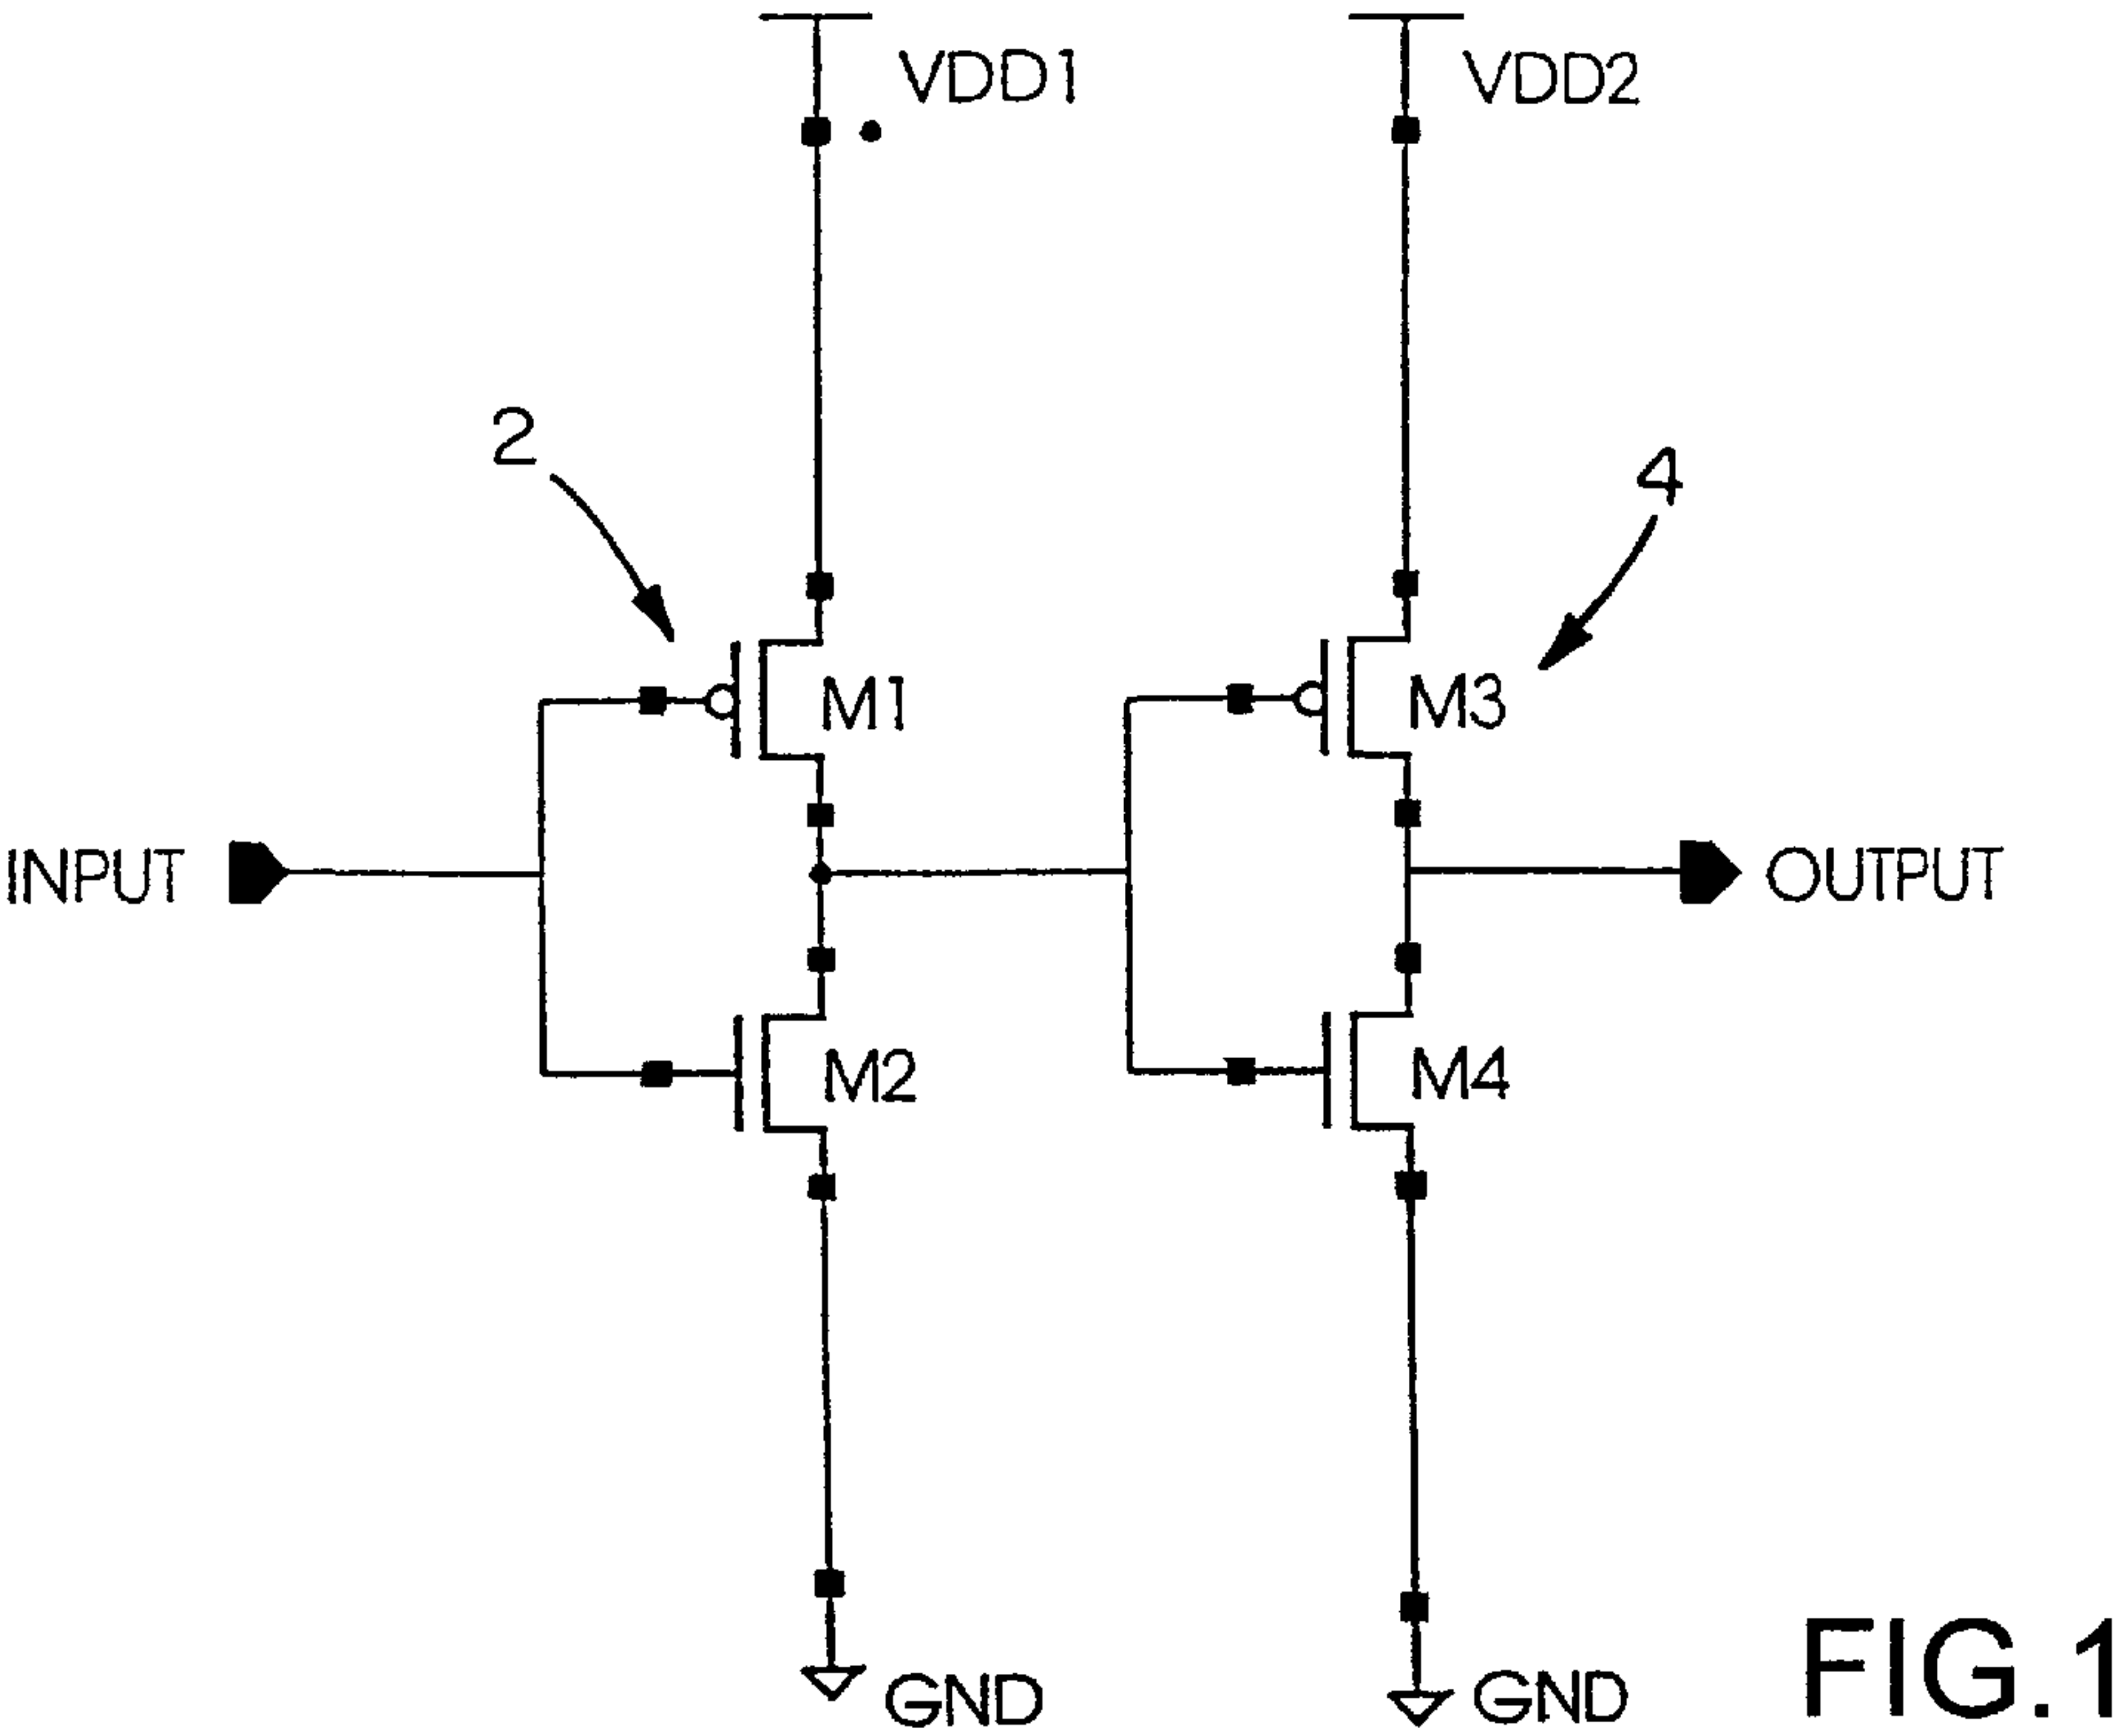 VDD1
VDD2
2
4
M1
M3
INPUT
OUTPUT
M2
M4
GND
GND
FIG.1